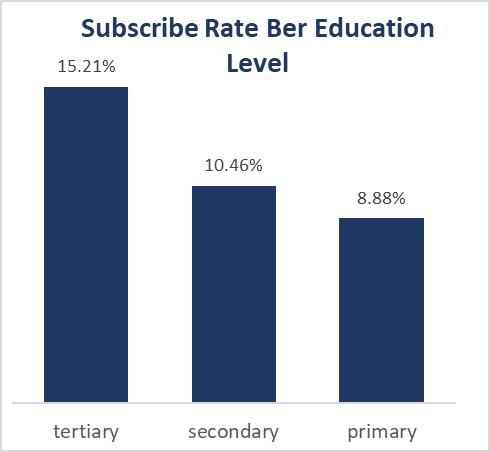 Subscribe Rate Ber Education
Level
15.21%
10.46%
8.88%
tertiary
secondary
primary